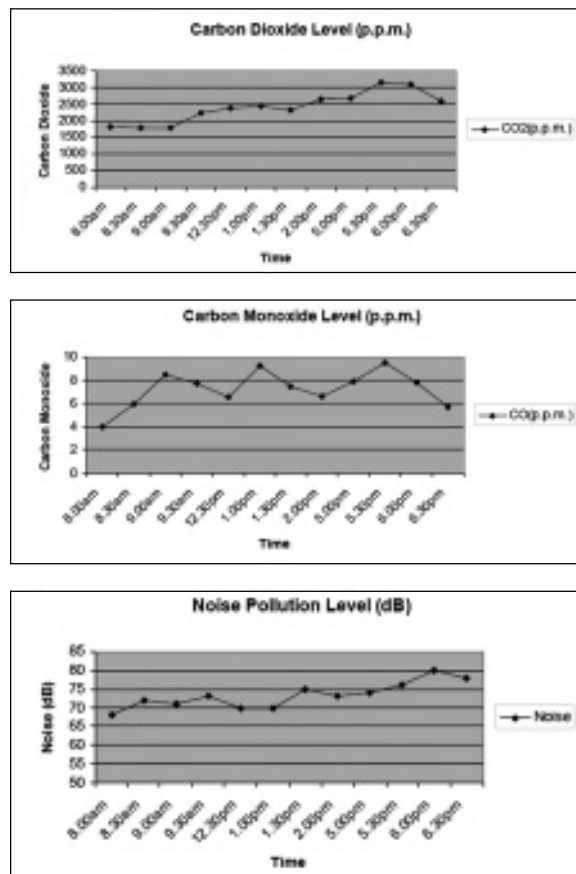 Carbon Dioxide Level (p.p.m.)
3500
3000
2500
2000
1500
1000
500
0
Carbon Dioxide
8.00am
8.30am
9.00am
9.30am
12.30pm
1.00pm
1.30pm
2.00pm
5.00pm
5.30pm
6.00pm
6.30pm
Time
CO2(p.p.m.)
Carbon Monoxide Level (p.p.m.)
10
8
6
4
2
0
Carbon Monoxide
8.00am
8.30am
9.00am
9.30am
12.30pm
1.00pm
1.30pm
2.00pm
5.00pm
5.30pm
6.00pm
6.30pm
Time
CO(p.p.m.)
Noise Pollution Level (dB)
85
80
75
70
65
60
55
50
Noise (dB)
8.00am
8.30am
9.00am
9.30am
12.30pm
1.00pm
1.30pm
2.00pm
5.00pm
5.30pm
6.00pm
6.30pm
Time
Noise